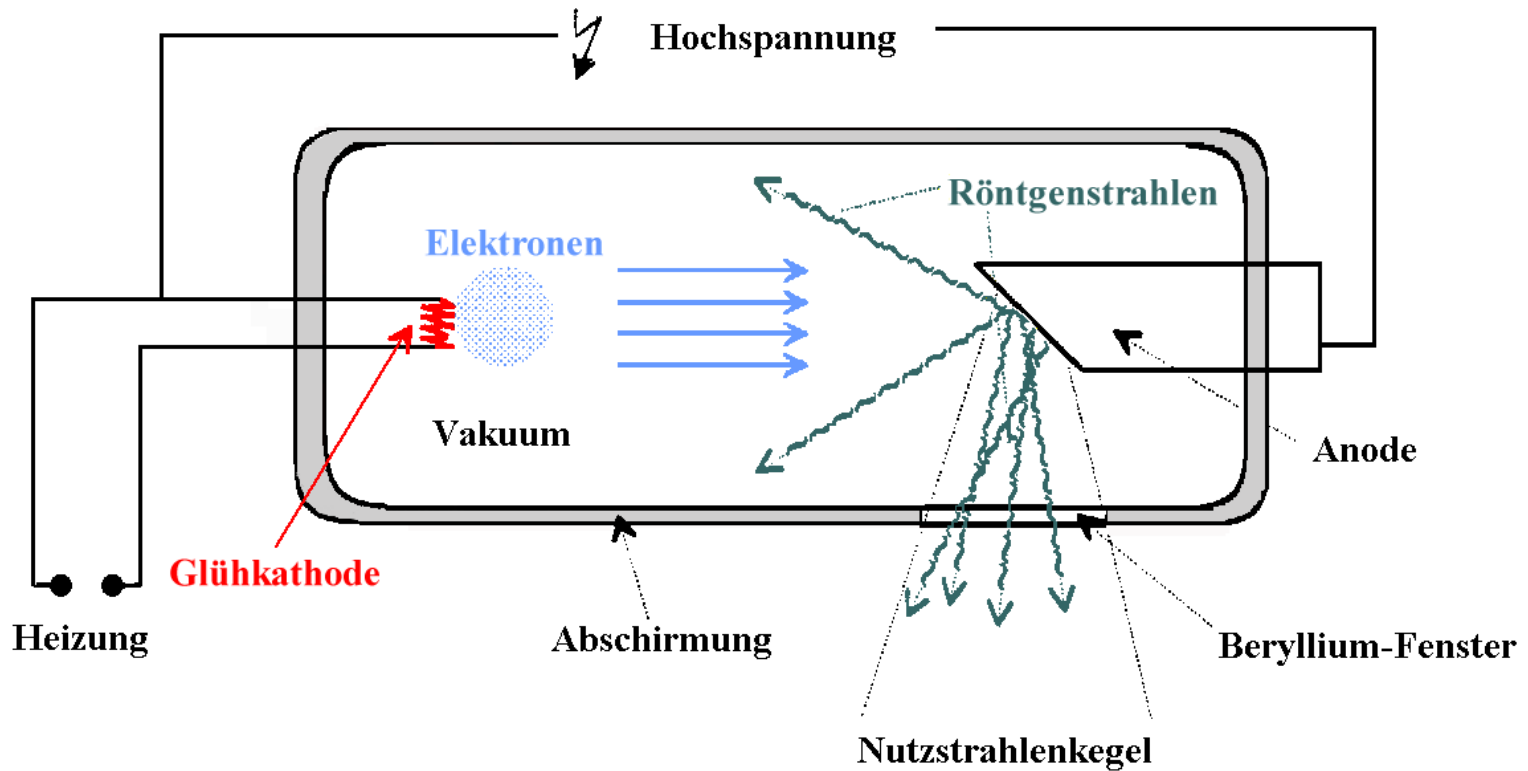 Hochspannung
Röntgenstrahlen
Elektronen
Vakuum
Anode
Glühkathode
Heizung
Abschirmung
Beryllium-Fenster
Nutzstrahlenkegel